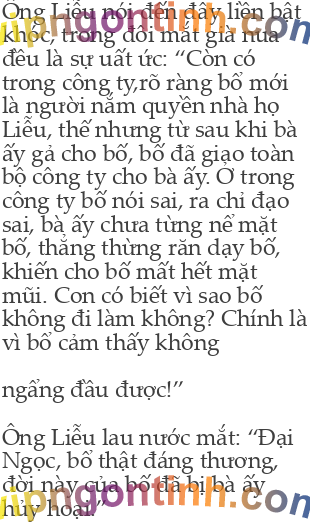 Ông Liễu nói đến đây liền bật
khóc, trong đôi mắt già nua
đều là sự uất ức: “Còn có
trong công ty,rõ ràng bố mới
là người nắm quyền nhà họ
Liễu, thế nhưng từ sau khi bà
ấy gả cho bố, bố đã giao toàn
bộ công ty cho bà ấy. Ở trong
công ty bố nói sai, ra chỉ đạo
sai, bà ấy chưa từng nể mặt
bố, thẳng thừng răn dạy bố,
khiến cho bố mất hết mặt
mũi. Con có biết vì sao bố
không đi làm không? Chính là
vì bố cảm thấy không
ngẩng đầu được!”
Ông Liễu lau nước mắt: “Đại
Ngọc, bố thật đáng thương,
đời này của bố đã bị bà ấy
hủy hoại.”
vipngontinh.com
vipngontinh.com